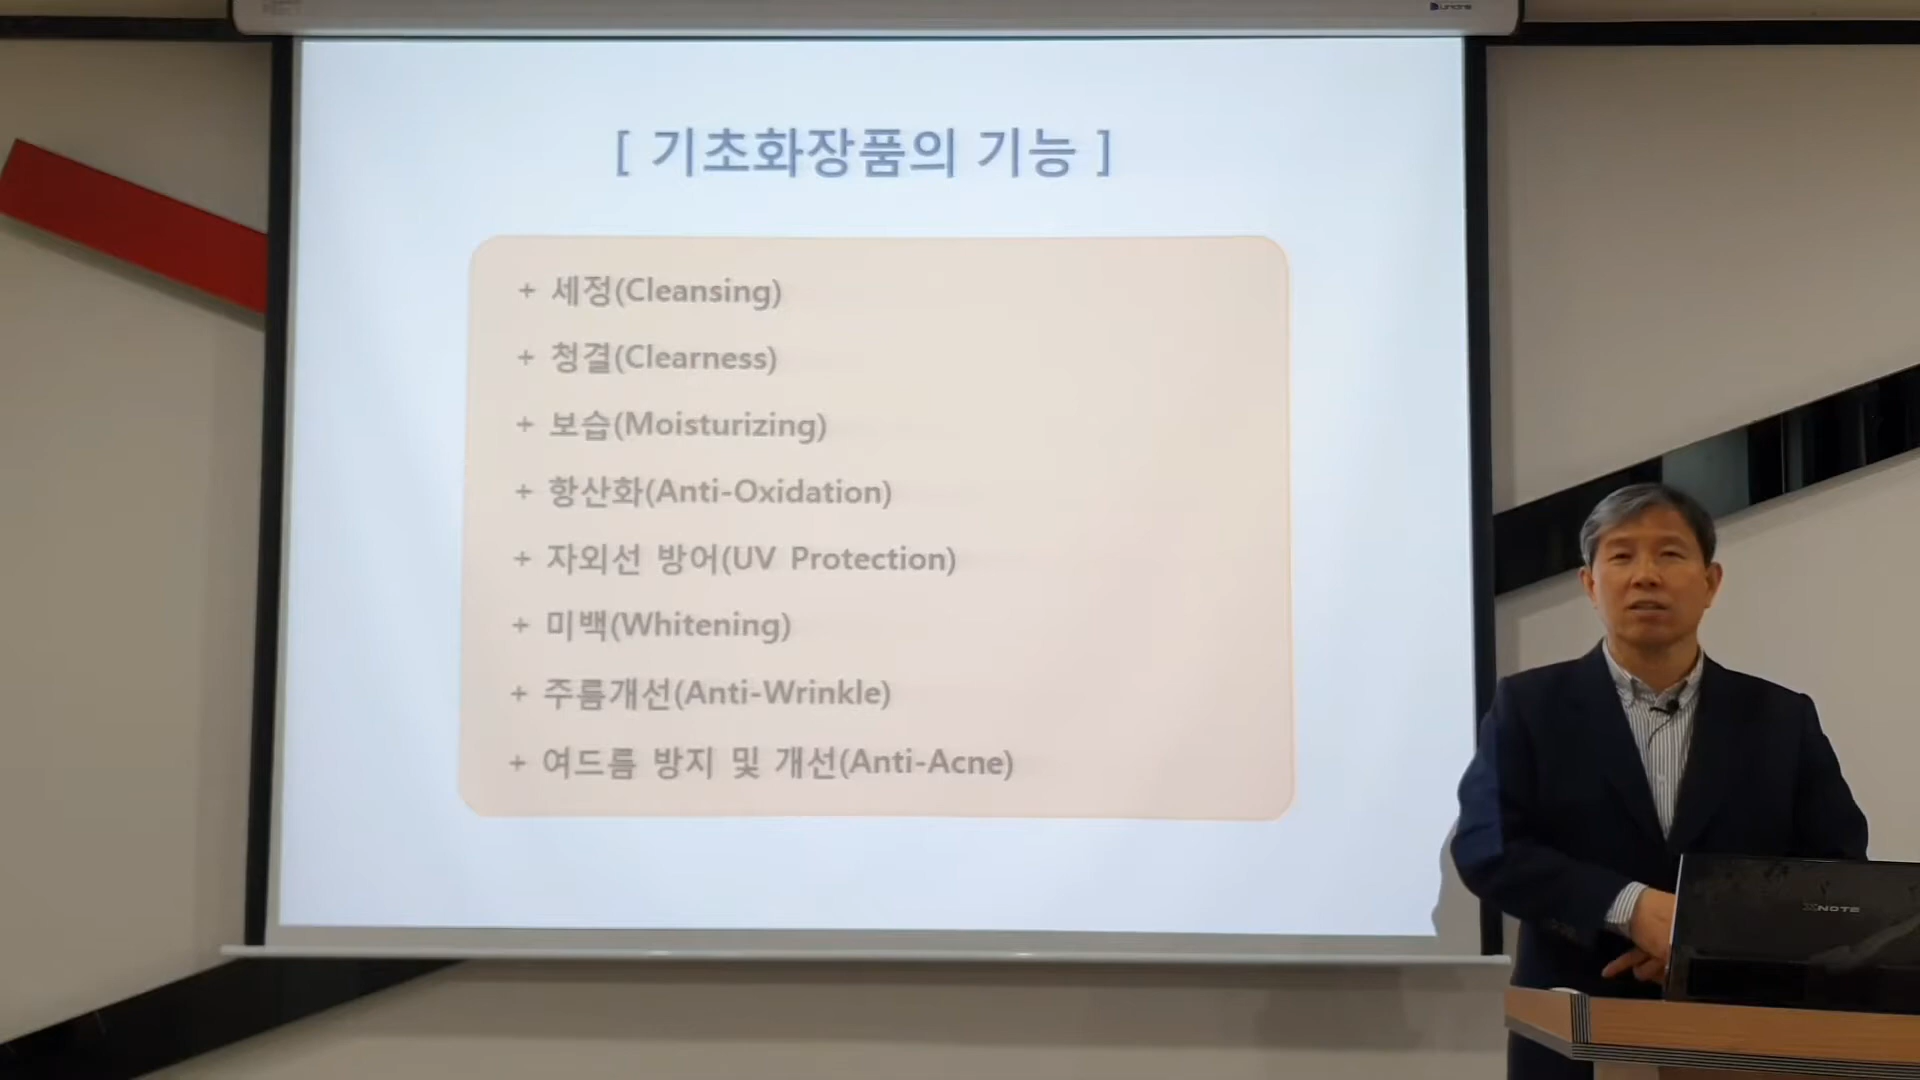 [ 기초화장품의 기능 ]
+ 세정(Cleansing)
+ 청결(Clearness)
+ 보습(Moisturizing)
+ 항산화(Anti-Oxidation)
+ 자외선 방어(UV Protection)
+ 미백(Whitening)
+ 주름개선(Anti-Wrinkle)
+ 여드름 방지 및 개선(Anti-Acne)
XNOTE